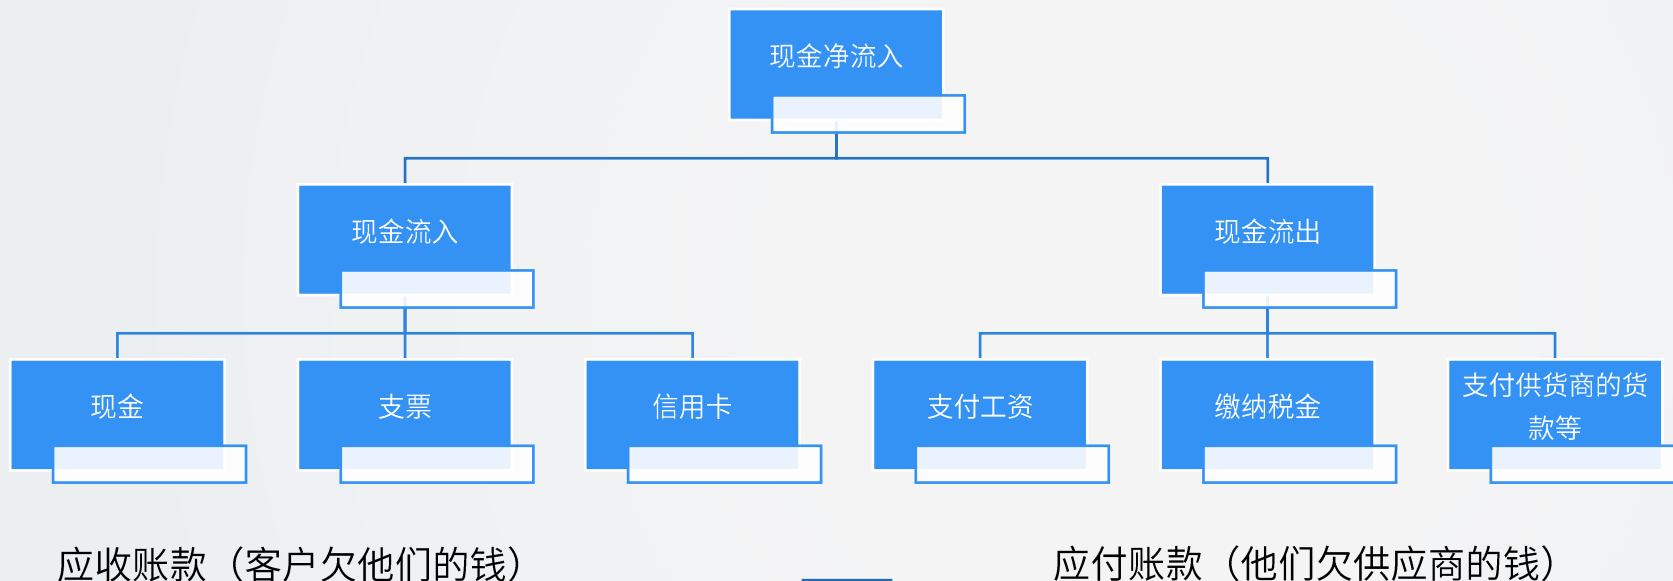 现金净流入
现金流入
现金流出
现金
支票
信用卡
支付工资
缴纳税金
支付供货商的货
款等
应收账款（客户欠他们的钱）
应付账款（他们欠供应商的钱）